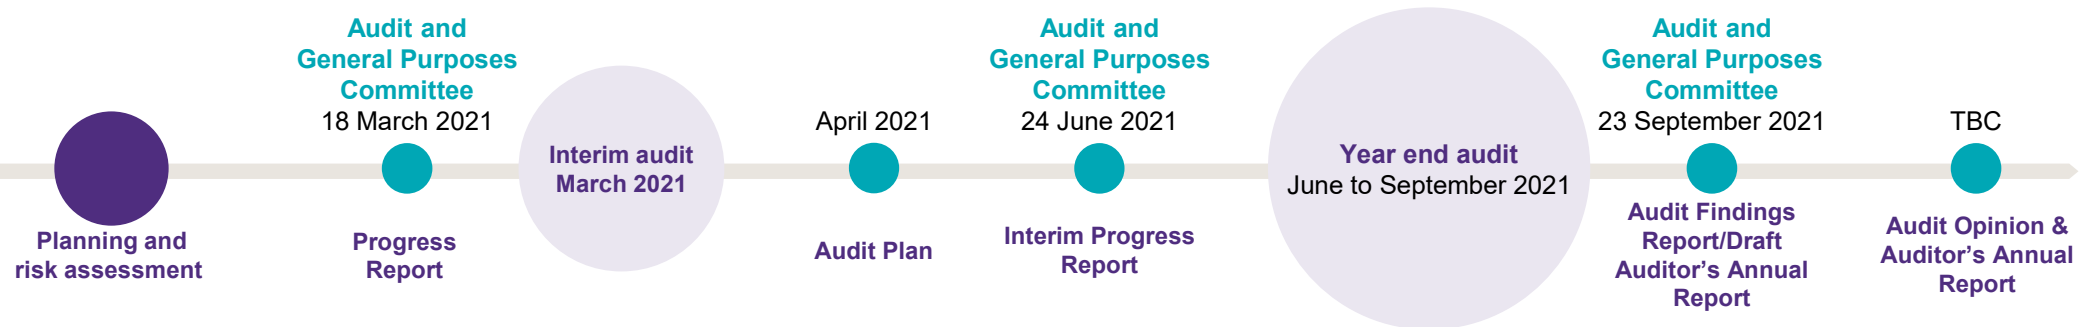 Planning and
risk assessment
Audit and
General Purposes
Committee
18 March 2021
Progress
Report
Interim audit
March 2021
April 2021
Audit Plan
Audit and
General Purposes
Committee
24 June 2021
Interim Progress
Report
Year end audit
June to September 2021
Audit and
General Purposes
Committee
23 September 2021
Audit Findings
Report/Draft
Auditor’s Annual
Report
TBC
Audit Opinion &
Auditor’s Annual
Report